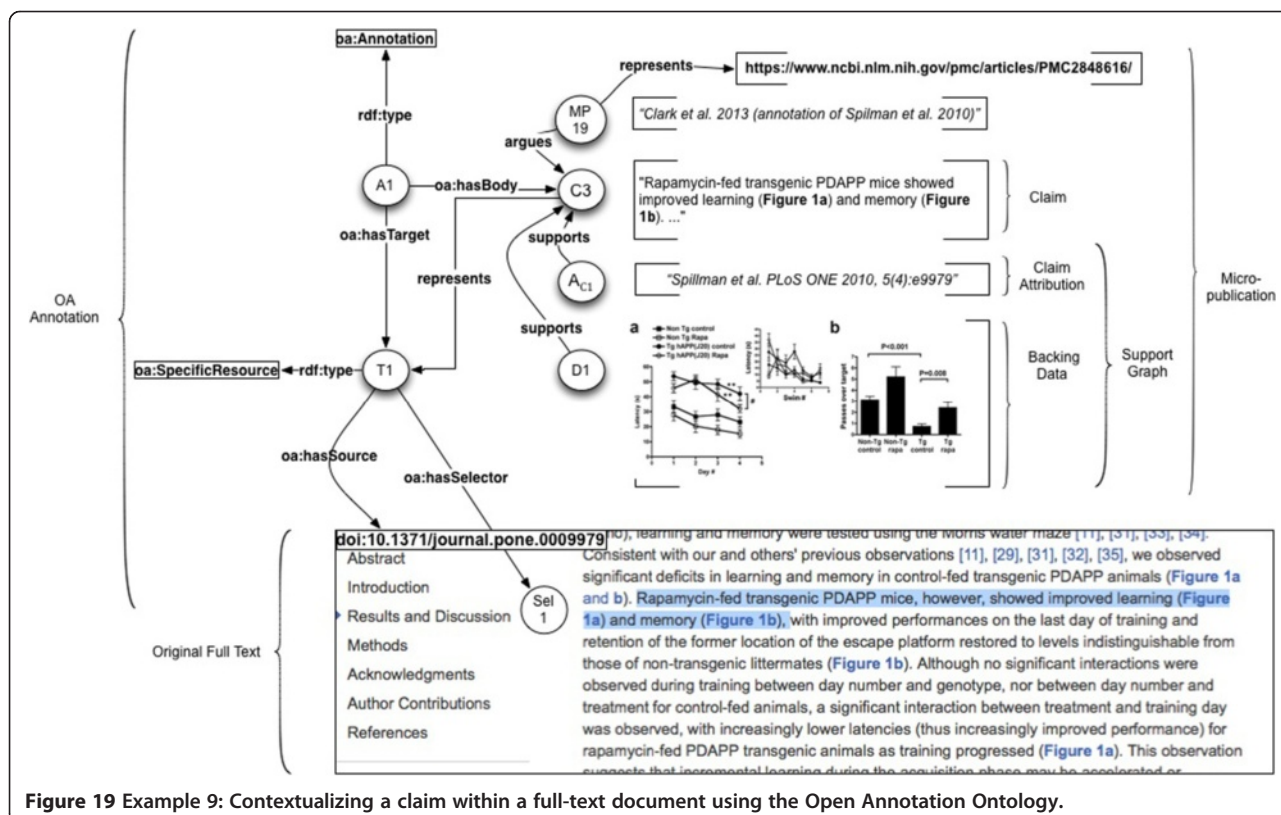 oa:Annotation
represents
https://www.ncbi.nlm.nih.gov/pmc/articles/PMC2848616/
MP
19
"Clark et al. 2013 (annotation of Spilman et al. 2010)"
rdf:type
argues
A1
oa:hasBody
C3
"Rapamycin-fed transgenic PDAPP mice showed
improved learning (Figure 1a) and memory (Figure
1b). ..."
Claim
oa:hasTarget
supports
represents
AC1
"Spillman et al. PLoS ONE 2010, 5(4):e9979"
Claim
Attribution
Micro-
publication
OA
Annotation
supports
D1
a
Non Tg control
Non Tg Rapa
Tg hAPP(J20) control
Tg hAPP(J20) Rapa
Latency (s)
Day #
Latency (s)
Swim #
b
Passes over target
P<0.001
P=0.008
Non-Tg
control
Non-Tg
rapa
Tg
control
Tg
rapa
Backing
Data
Support
Graph
oa:SpecificResource
rdf:type
T1
oa:hasSource
oa:hasSelector
Original Full Text
doi:10.1371/journal.pone.0009979
Abstract
Introduction
Results and Discussion
Methods
Acknowledgments
Author Contributions
References
Sel
1
learning and memory were tested using the Morris water maze [11], [31], [33], [34].
Consistent with our and others' previous observations [11], [29], [31], [32], [35], we observed
significant deficits in learning and memory in control-fed transgenic PDAPP animals (Figure 1a
and b). Rapamycin-fed transgenic PDAPP mice, however, showed improved learning (Figure
1a) and memory (Figure 1b), with improved performances on the last day of training and
retention of the former location of the escape platform restored to levels indistinguishable from
those of non-transgenic littermates (Figure 1b). Although no significant interactions were
observed during training between day number and genotype, nor between day number and
treatment for control-fed animals, a significant interaction between treatment and training day
was observed, with increasingly lower latencies (thus increasingly improved performance) for
rapamycin-fed PDAPP transgenic animals as training progressed (Figure 1a). This observation
suggests that incremental learning during the acquisition phase may be accelerated or
Figure 19 Example 9: Contextualizing a claim within a full-text document using the Open Annotation Ontology.